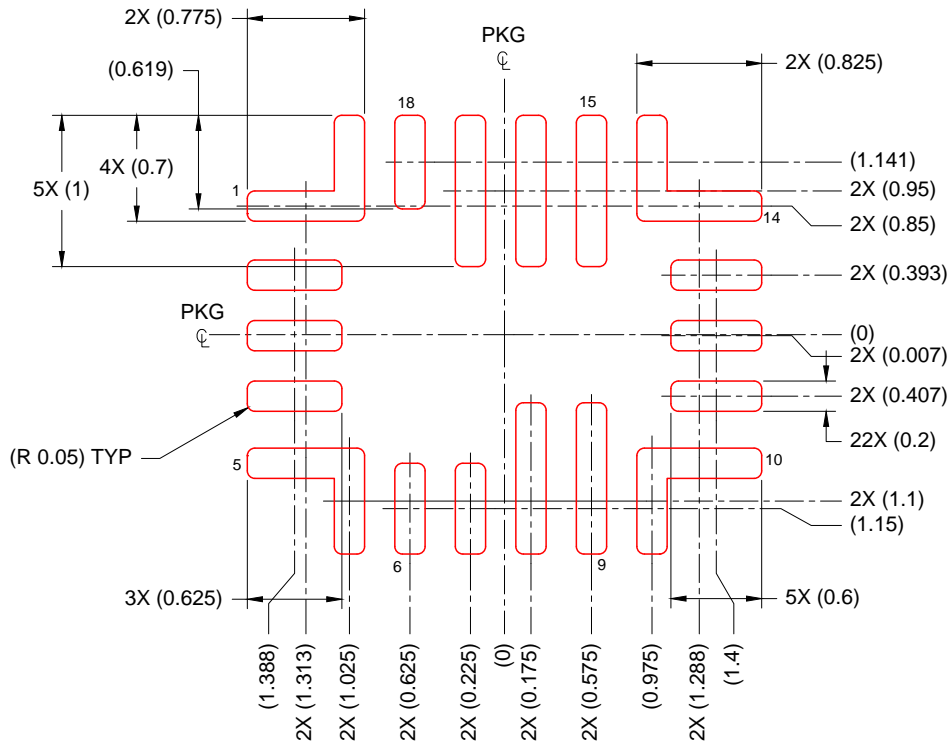 2X (0.775)
PKG
℄
(0.619)
2X (0.825)
18
15
4X (0.7)
(1.141)
5X (1)
1
2X (0.95)
14
2X (0.85)
2X (0.393)
PKG
℄
(0)
2X (0.007)
2X (0.407)
22X (0.2)
(R 0.05) TYP
5
10
2X (1.1)
(1.15)
6
9
3X (0.625)
5X (0.6)
(1.388)
2X (1.313)
2X (1.025)
2X (0.625)
2X (0.225)
(0)
2X (0.175)
2X (0.575)
(0.975)
2X (1.288)
(1.4)